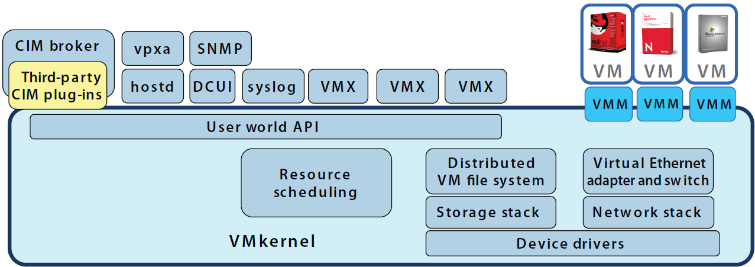 CIM broker
Third-party
CIM plug-ins
vpxa
SNMP
hostd
DCUI
syslog
VMX
VMX
VMX
VM
VM
VM
VMM
VMM
VMM
User world API
Resource
scheduling
Distributed
VM file system
Virtual Ethernet
adapter and switch
Storage stack
Network stack
VMkernel
Device drivers